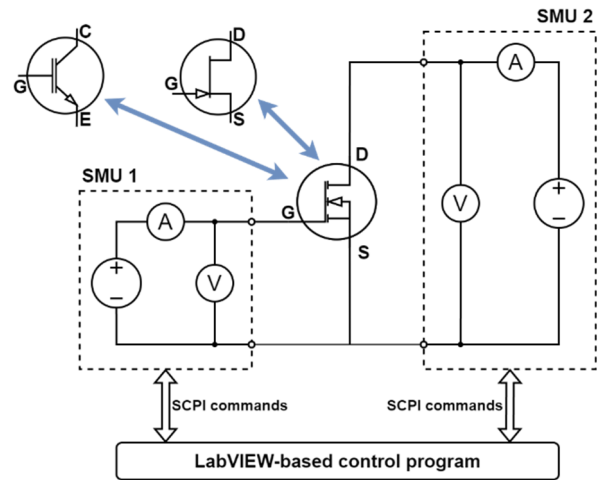 SMU 2
C
G
E
D
G
S
A
V
+
−
D
G
S
SMU 1
A
+
−
V
SCPI commands
SCPI commands
LabVIEW-based control program